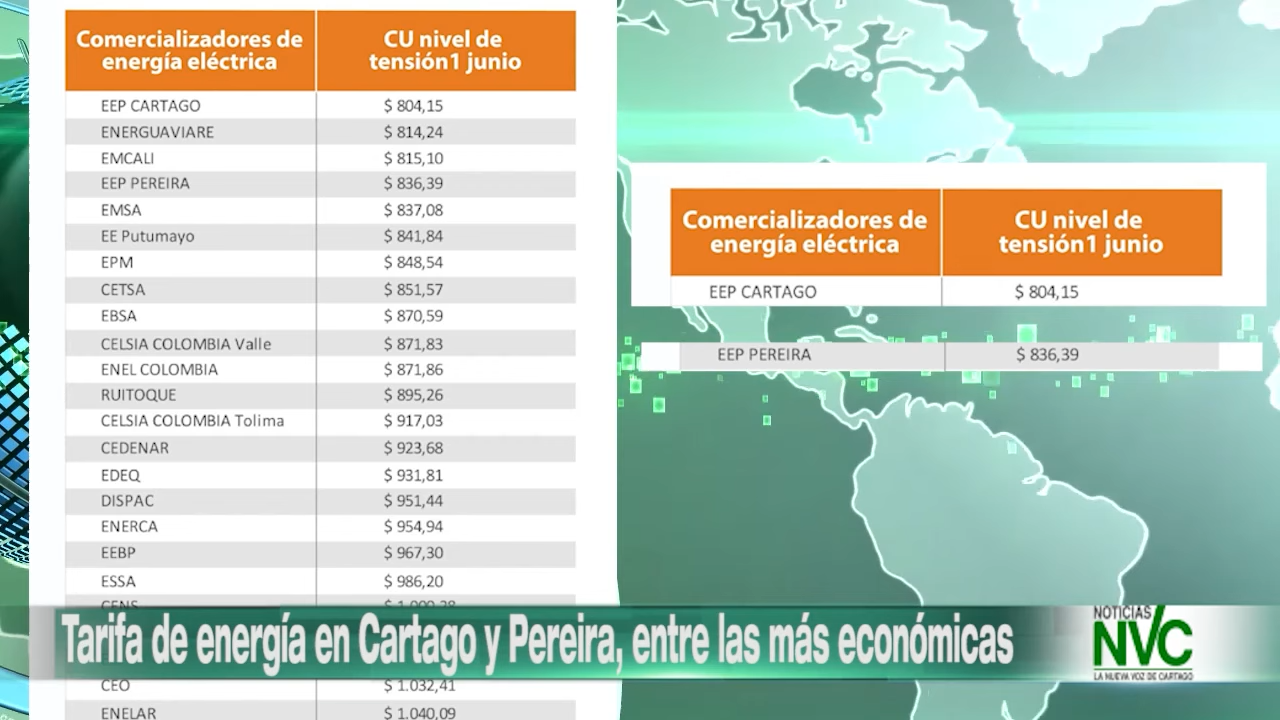 Comercializadores de energía eléctrica CU nivel de tensión1 junio
EEP CARTAGO $ 804,15
ENERGUAVIARE $ 814,24
EMCALI $ 815,10
EEP PEREIRA $ 836,39
EMSA $ 837,08
EE Putumayo $ 841,84
EPM $ 848,54
CETSA $ 851,57
EBSA $ 870,59
CELSIA COLOMBIA Valle $ 871,83
ENEL COLOMBIA $ 871,86
RUITOQUE $ 895,26
CELSIA COLOMBIA Tolima $ 917,03
CEDENAR $ 923,68
EDEQ $ 931,81
DISPAC $ 951,44
ENERCA $ 954,94
EEBP $ 967,30
ESSA $ 986,20
CENS
CEO $ 1.032,41
ENELAR $ 1.040,09
Comercializadores de energía eléctrica CU nivel de tensión1 junio
EEP CARTAGO $ 804,15
EEP PEREIRA $ 836,39
Tarifa de energía en Cartago y Pereira, entre las más económicas
NOTICIAS
NVC
LA NUEVA VOZ DE CARTAGO